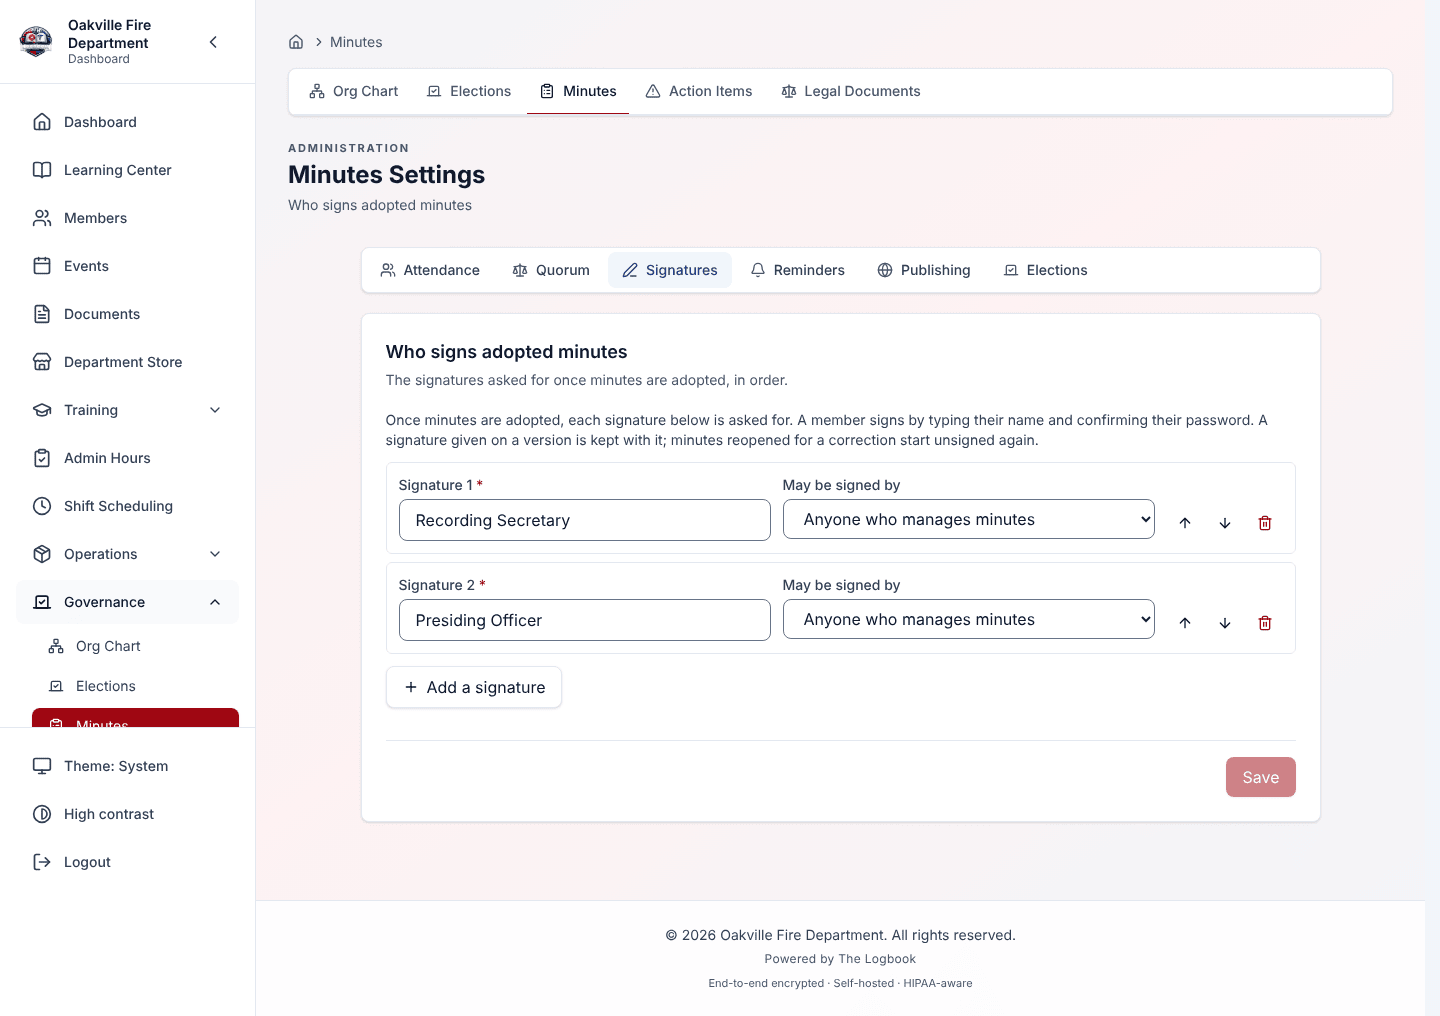 Oakville Fire
Department
Dashboard
Dashboard
Learning Center
Members
Events
Documents
Department Store
Training
Admin Hours
Shift Scheduling
Operations
Governance
Org Chart
Elections
Minutes
Theme: System
High contrast
Logout
Minutes
Org Chart
Elections
Minutes
Action Items
Legal Documents
ADMINISTRATION
Minutes Settings
Who signs adopted minutes
Attendance
Quorum
Signatures
Reminders
Publishing
Elections
Who signs adopted minutes
The signatures asked for once minutes are adopted, in order.
Once minutes are adopted, each signature below is asked for. A member signs by typing their name and confirming their password. A
signature given on a version is kept with it; minutes reopened for a correction start unsigned again.
Signature 1 *
May be signed by
Recording Secretary
Anyone who manages minutes
Signature 2 *
May be signed by
Presiding Officer
Anyone who manages minutes
Add a signature
Save
© 2026 Oakville Fire Department. All rights reserved.
Powered by The Logbook
End-to-end encrypted · Self-hosted · HIPAA-aware